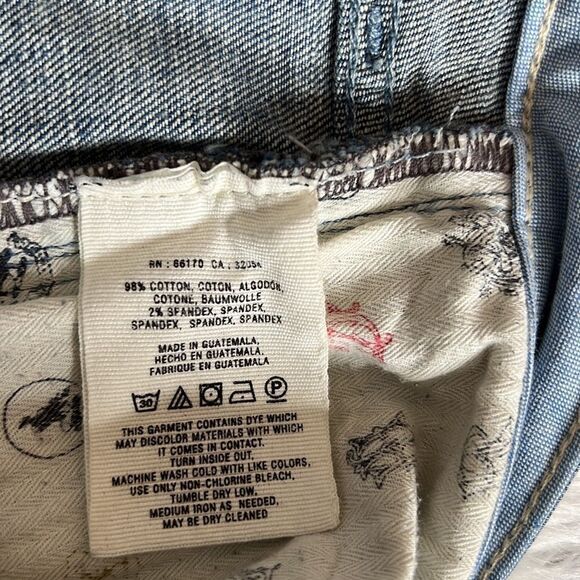 RN : 66170 CA : 32054
98% COTTON, COTON, ALGODON,
COTONE, BAUMWOLLE
2% SPANDEX, SPANDEX,
SPANDEX, SPANDEX, SPANDEX
MADE IN GUATEMALA,
HECHO EN GUATEMALA,
FABRIQUE EN GUATEMALA
30 P
THIS GARMENT CONTAINS DYE WHICH
MAY DISCOLOR MATERIALS WITH WHICH
IT COMES IN CONTACT.
TURN INSIDE OUT.
MACHINE WASH COLD WITH LIKE COLORS,
USE ONLY NON-CHLORINE BLEACH,
TUMBLE DRY LOW,
MEDIUM IRON AS NEEDED,
MAY BE DRY CLEANED